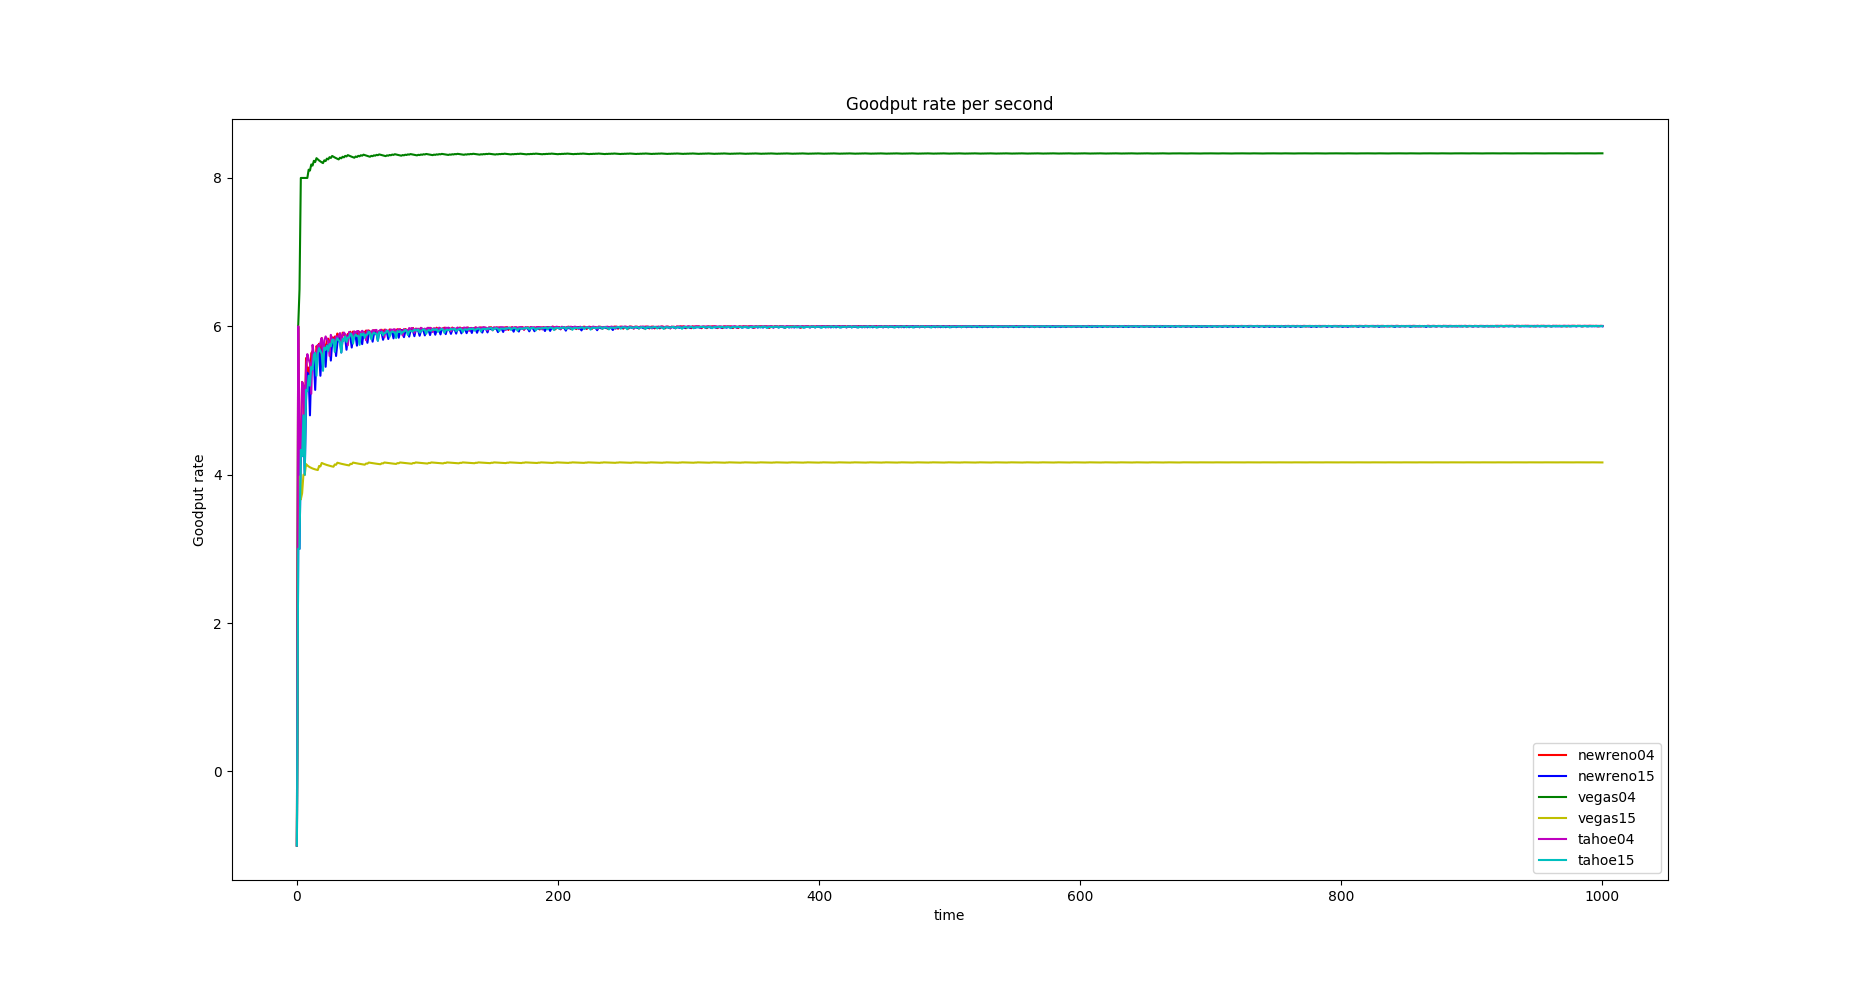 Goodput rate per second
8
6
4
2
0
Goodput rate
0
200
400
600
800
1000
time
newreno04
newreno15
vegas04
vegas15
tahoe04
tahoe15